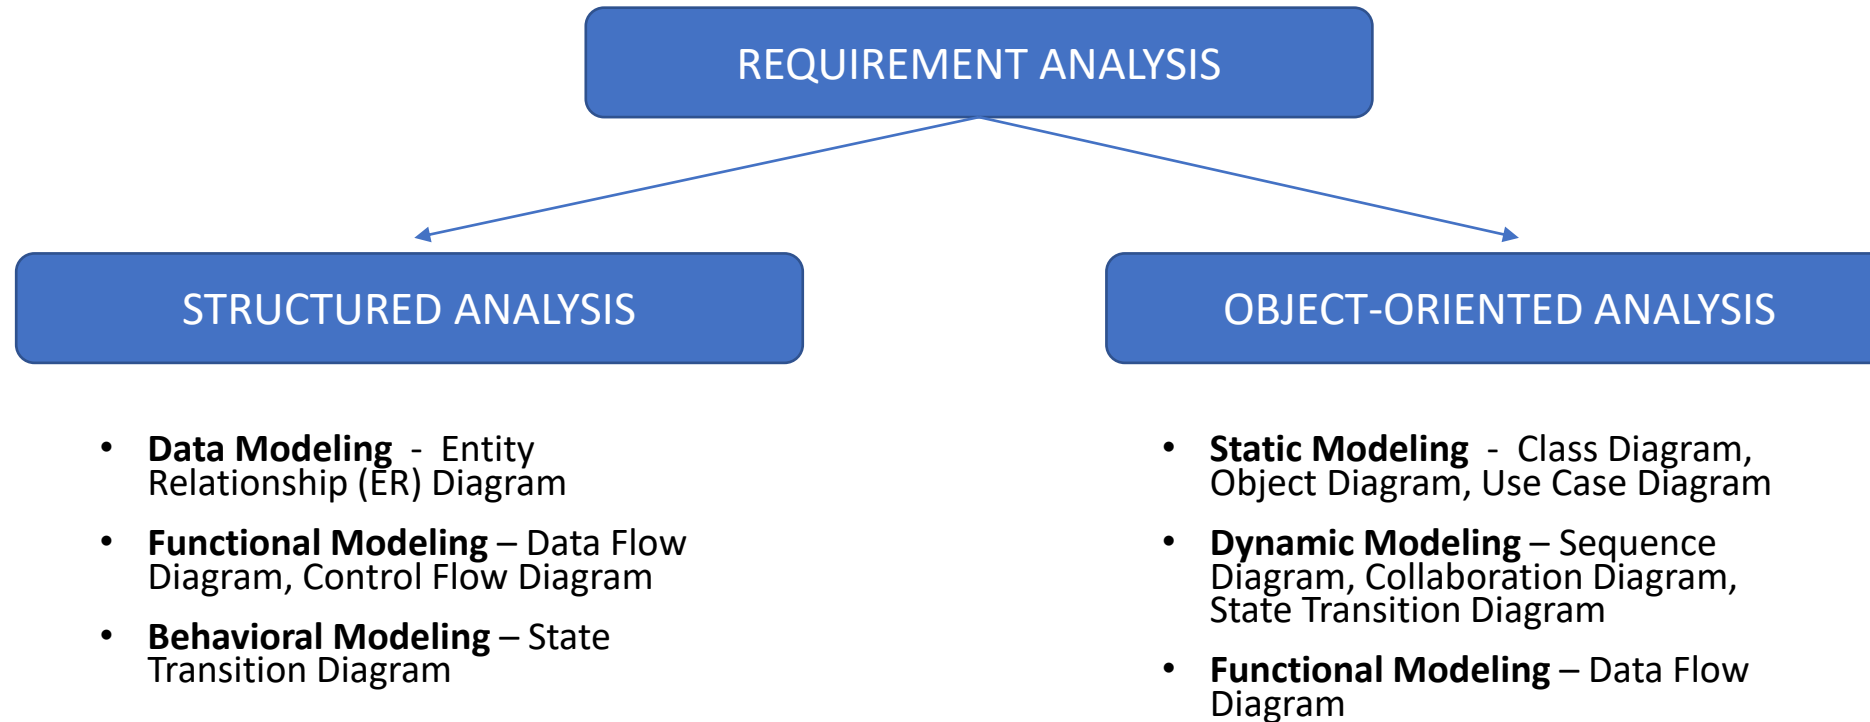 REQUIREMENT ANALYSIS
STRUCTURED ANALYSIS
• Data Modeling - Entity
Relationship (ER) Diagram
• Functional Modeling – Data Flow
Diagram, Control Flow Diagram
• Behavioral Modeling – State
Transition Diagram
OBJECT-ORIENTED ANALYSIS
• Static Modeling - Class Diagram,
Object Diagram, Use Case Diagram
• Dynamic Modeling – Sequence
Diagram, Collaboration Diagram,
State Transition Diagram
• Functional Modeling – Data Flow
Diagram